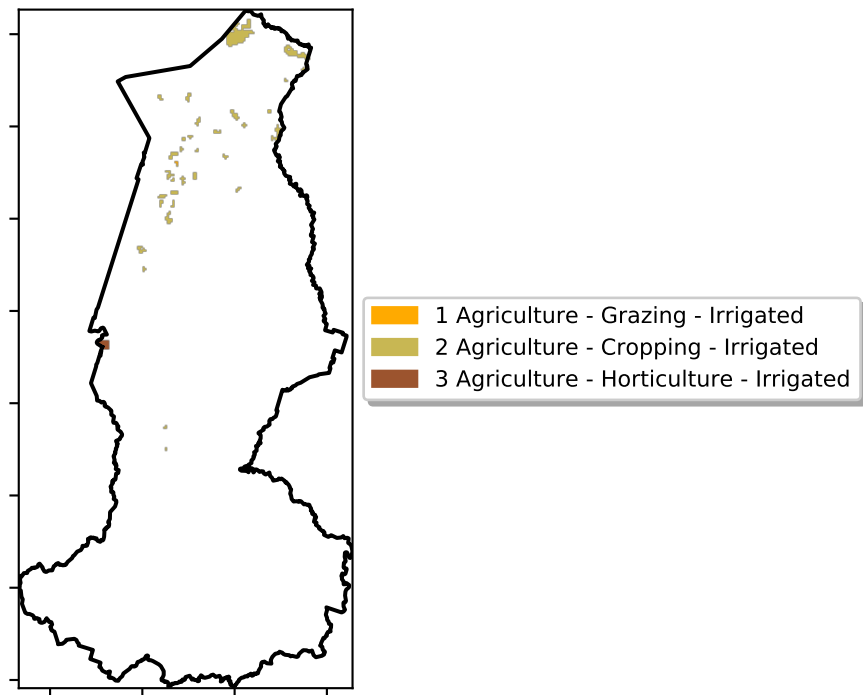 1 Agriculture - Grazing - Irrigated
2 Agriculture - Cropping - Irrigated
3 Agriculture - Horticulture - Irrigated